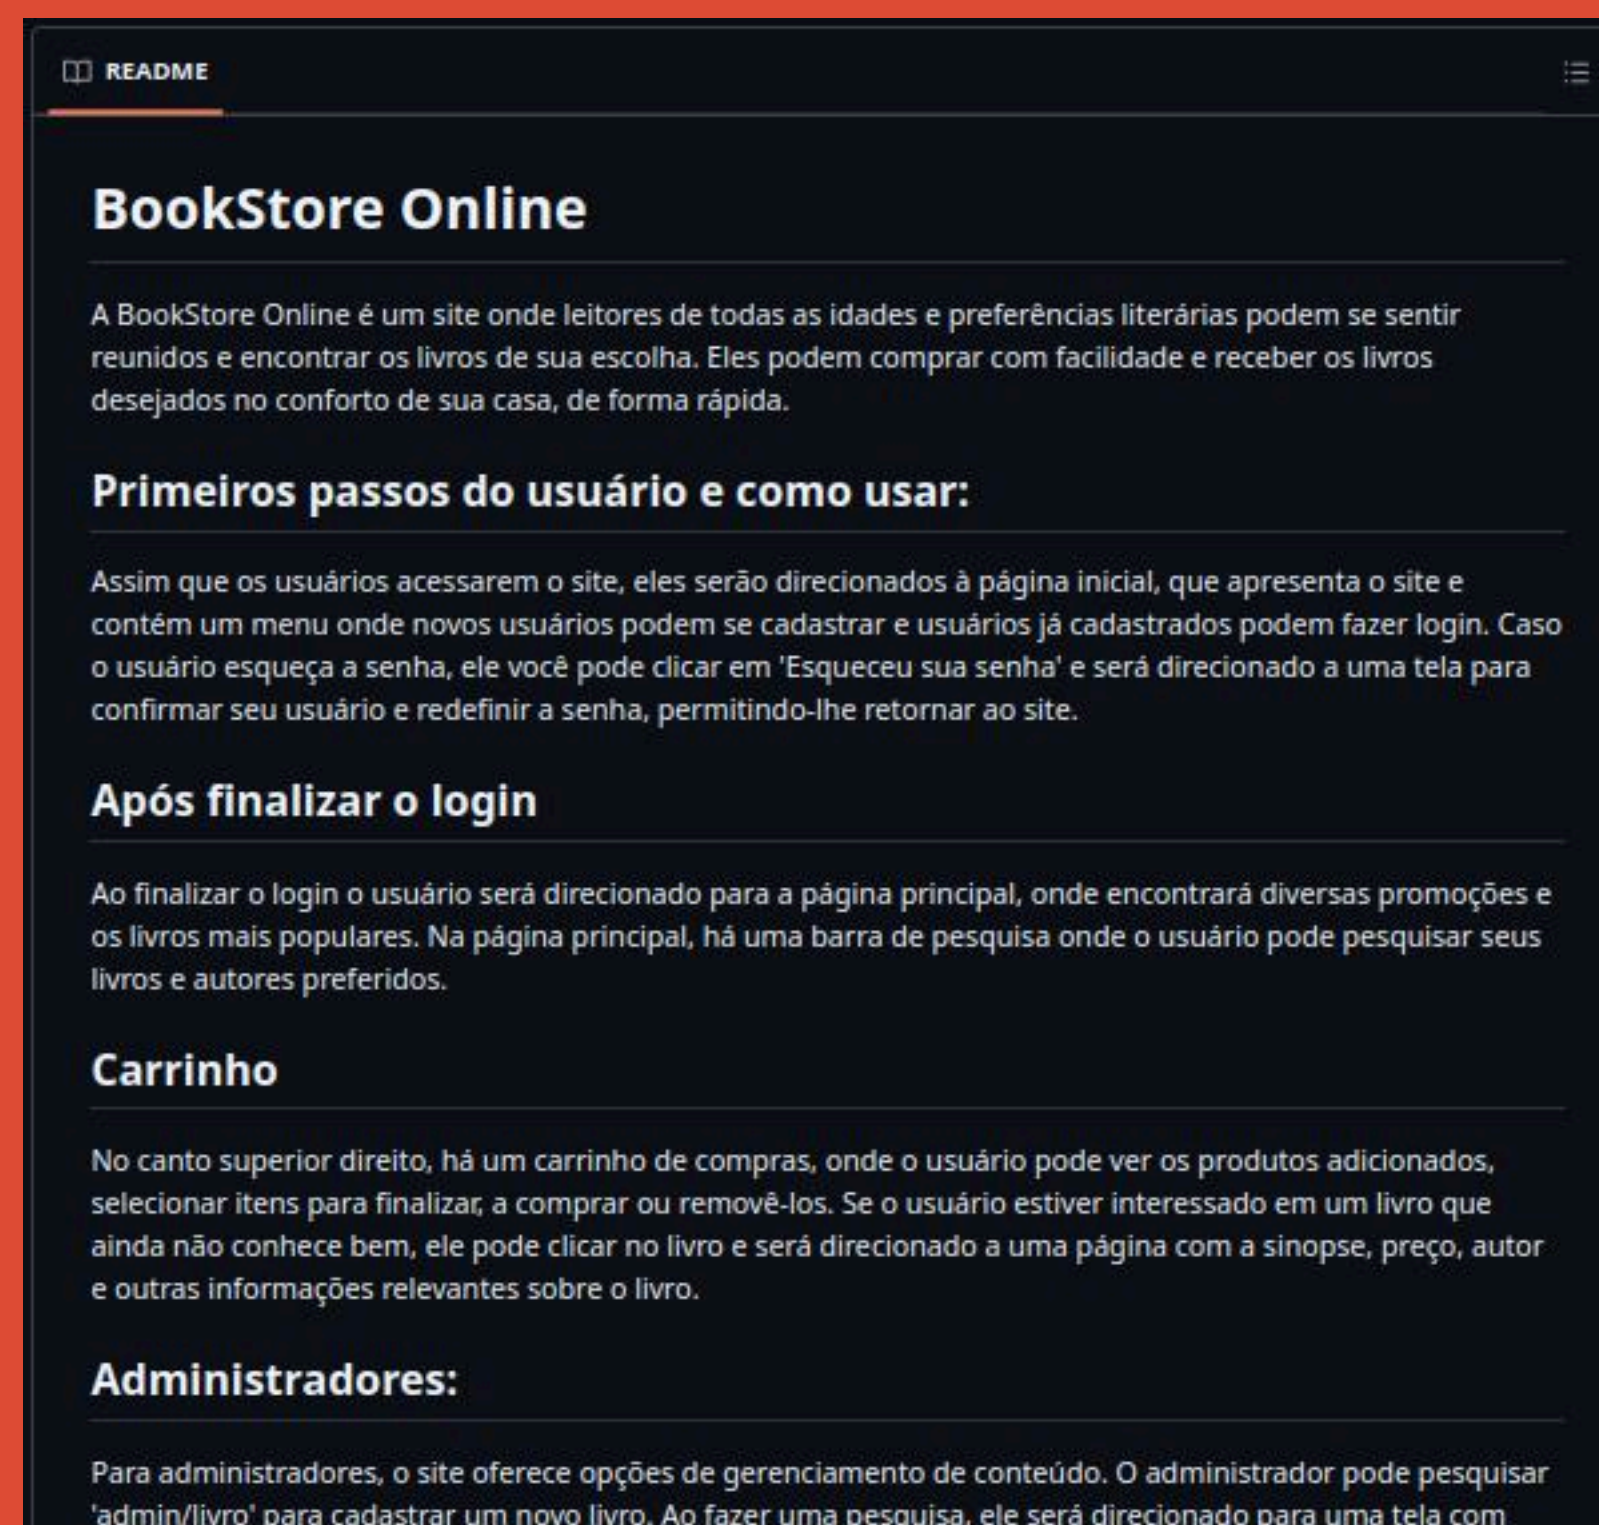 README
BookStore Online
A BookStore Online é um site onde leitores de todas as idades e preferências literárias podem se sentir
reunidos e encontrar os livros de sua escolha. Eles podem comprar com facilidade e receber os livros
desejados no conforto de sua casa, de forma rápida.
Primeiros passos do usuário e como usar:
Assim que os usuários acessarem o site, eles serão direcionados à página inicial, que apresenta o site e
contém um menu onde novos usuários podem se cadastrar e usuários já cadastrados podem fazer login. Caso
o usuário esqueça a senha, ele você pode clicar em 'Esqueceu sua senha' e será direcionado a uma tela para
confirmar seu usuário e redefinir a senha, permitindo-lhe retornar ao site.
Após finalizar o login
Ao finalizar o login o usuário será direcionado para a página principal, onde encontrará diversas promoções e
os livros mais populares. Na página principal, há uma barra de pesquisa onde o usuário pode pesquisar seus
livros e autores preferidos.
Carrinho
No canto superior direito, há um carrinho de compras, onde o usuário pode ver os produtos adicionados,
selecionar itens para finalizar, a comprar ou removê-los. Se o usuário estiver interessado em um livro que
ainda não conhece bem, ele pode clicar no livro e será direcionado a uma página com a sinopse, preço, autor
e outras informações relevantes sobre o livro.
Administradores:
Para administradores, o site oferece opções de gerenciamento de conteúdo. O administrador pode pesquisar
'admin/livro' para cadastrar um novo livro. Ao fazer uma pesquisa, ele será direcionado para uma tela com